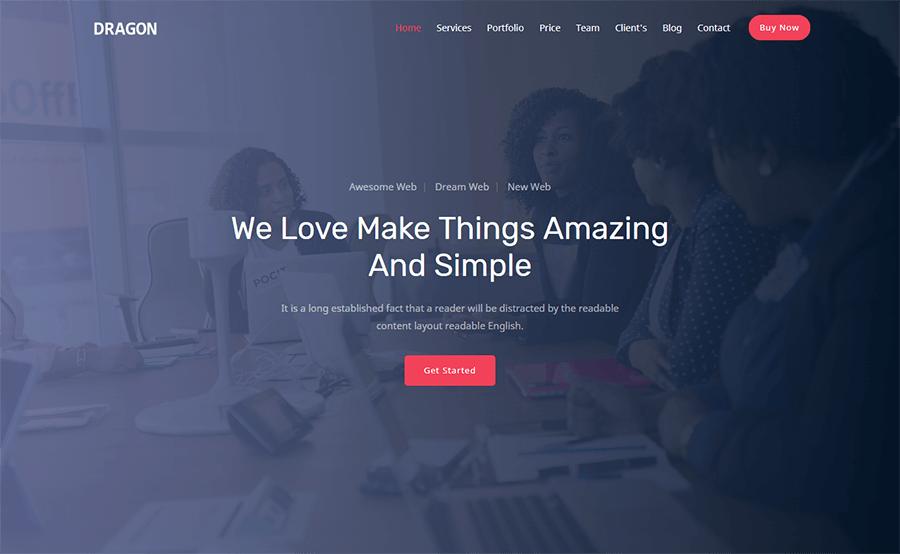 DRAGON
Home Services Portfolio Price Team Client's Blog Contact Buy Now
Awesome Web | Dream Web | New Web
We Love Make Things Amazing
And Simple
It is a long established fact that a reader will be distracted by the readable
content layout readable English.
Get Started